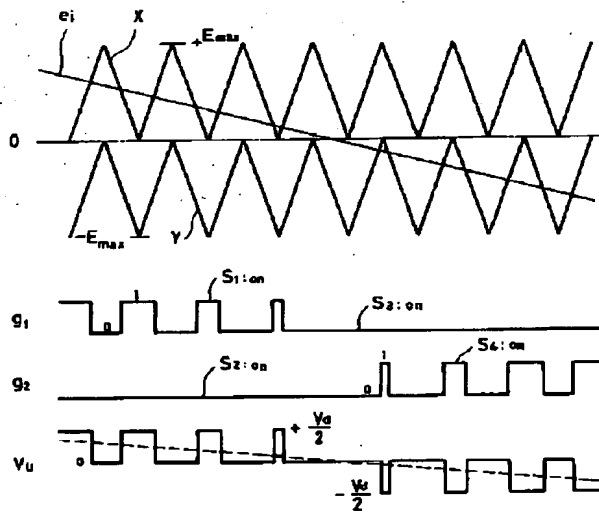 ei
X
+Emax
0
-Emax
Y
g1
0
1
S1:on
S3:on
g2
S2:on
0
1
S4:on
Vu
0
+ Vd/2
- Vd/2